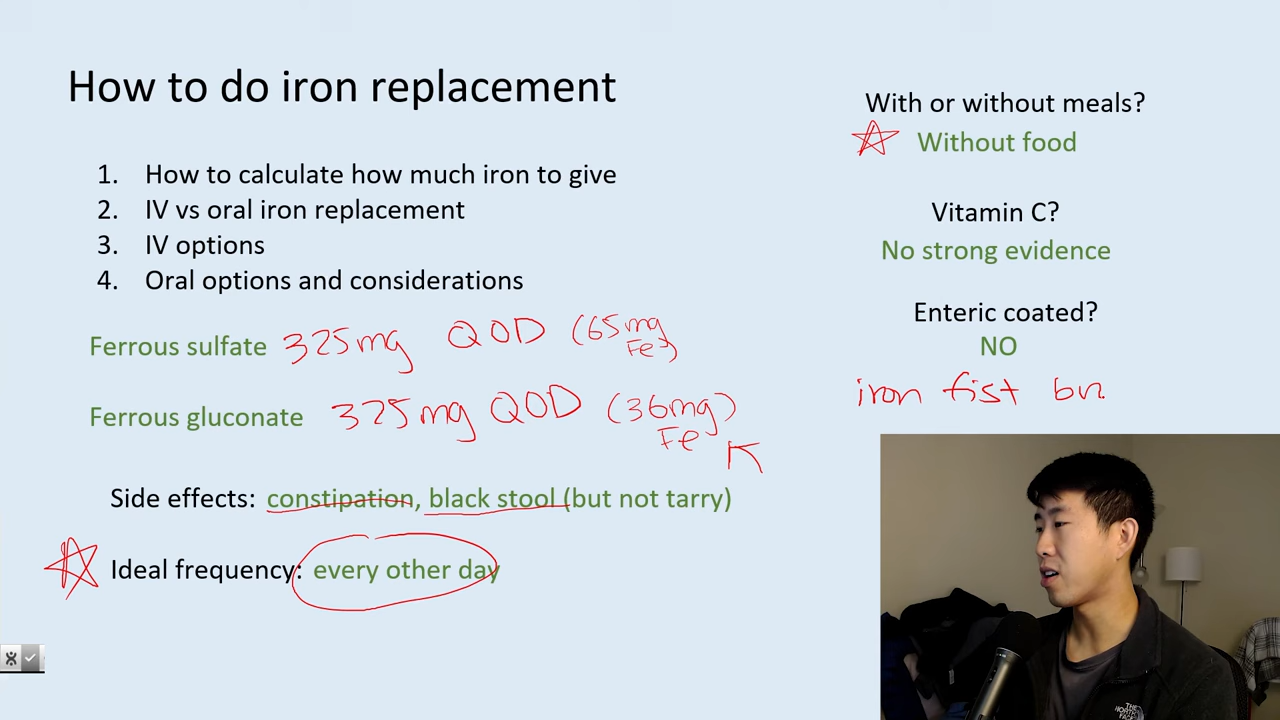 How to do iron replacement
1. How to calculate how much iron to give
2. IV vs oral iron replacement
3. IV options
4. Oral options and considerations
Ferrous sulfate 325mg QOD (65mg
Fe)
Ferrous gluconate 325mg QOD (36mg)
Fe
Side effects: constipation, black stool (but not tarry)
Ideal frequency: every other day
With or without meals?
Without food
Vitamin C?
No strong evidence
Enteric coated?
NO
iron fist
THE
NORTH
FACE